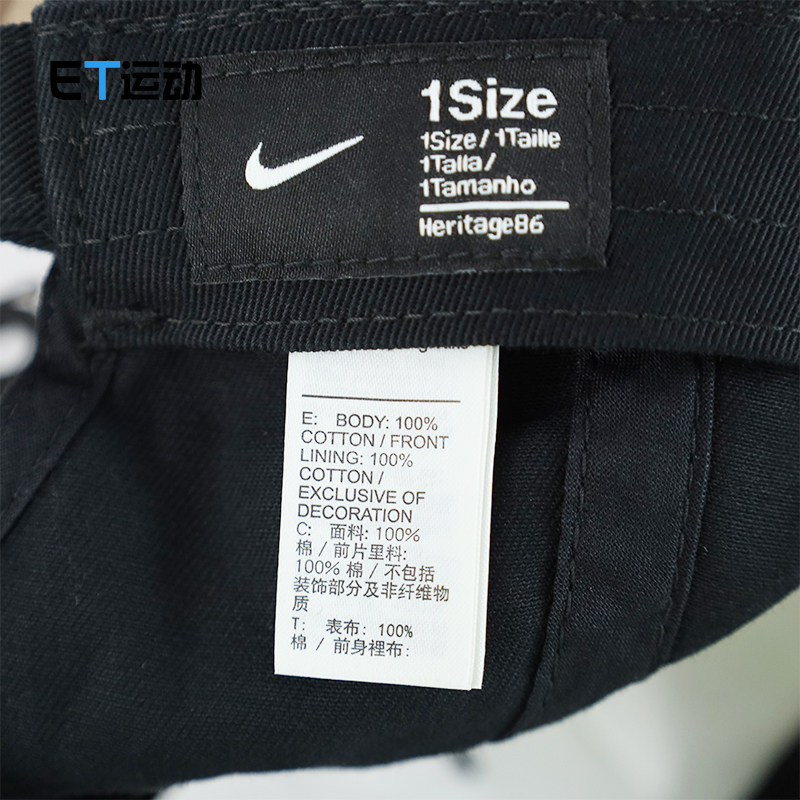 ET运动
1Size
1Size / 1Taille
1Talla /
1Tamanho
Heritage86
E: BODY: 100%
COTTON / FRONT
LINING: 100%
COTTON /
EXCLUSIVE OF
DECORATION
C: 面料: 100%
棉 / 前片里料:
100% 棉 / 不包括
装饰部分及非纤维物
质
T: 表布: 100%
棉 / 前身裡布: